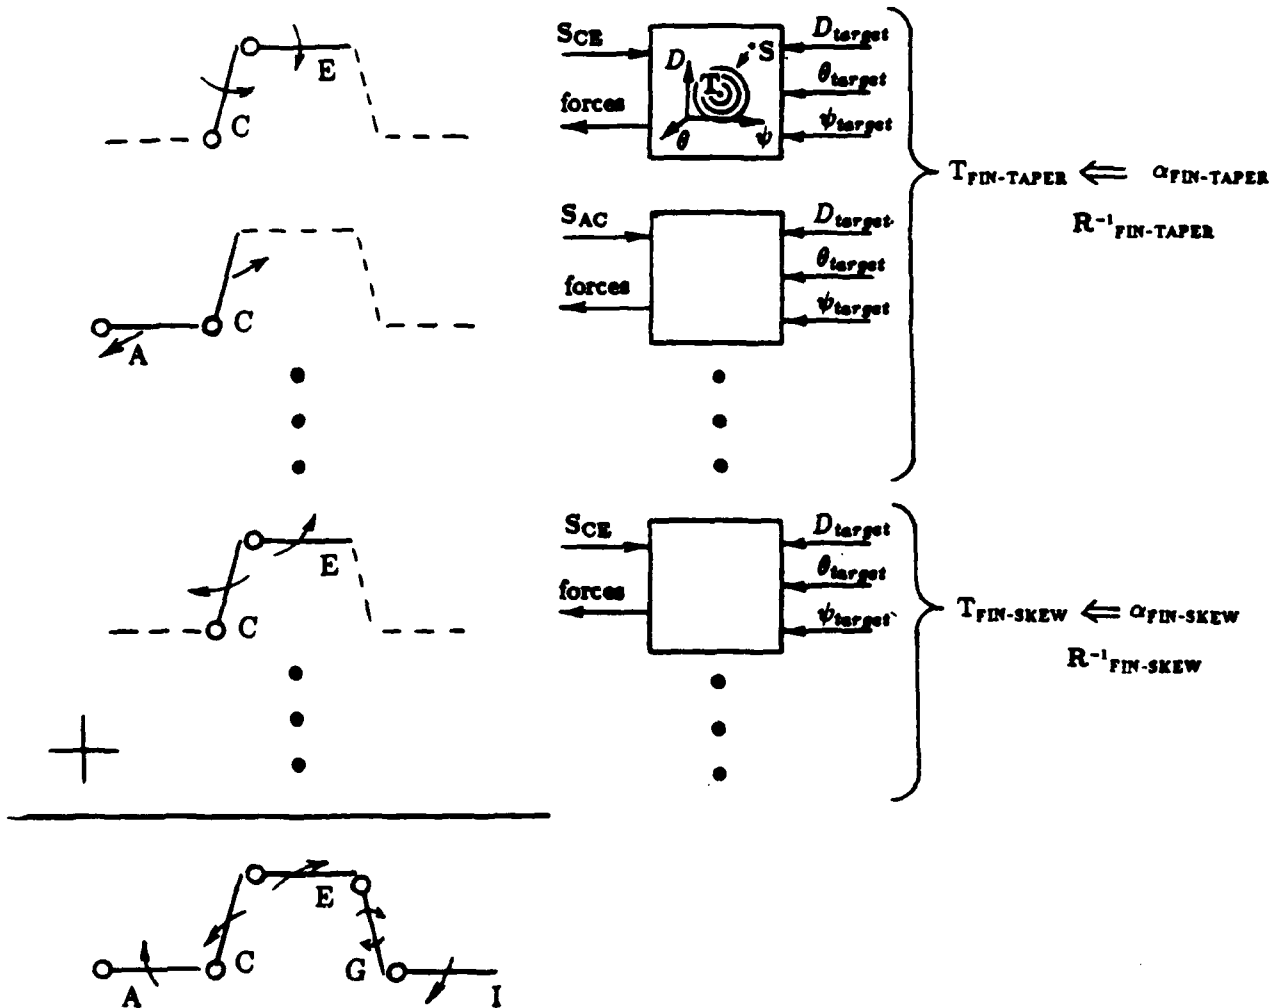 S_CE
D_target
E
D
S
T
θ_target
forces
C
θ
ψ
ψ_target
T_FIN-TAPER ⇐ α_FIN-TAPER
R⁻¹_FIN-TAPER
S_AC
D_target
θ_target
forces
C
ψ_target
A
S_CE
D_target
E
θ_target
forces
C
ψ_target
T_FIN-SKEW ⇐ α_FIN-SKEW
R⁻¹_FIN-SKEW
+
E
C
G
A
I